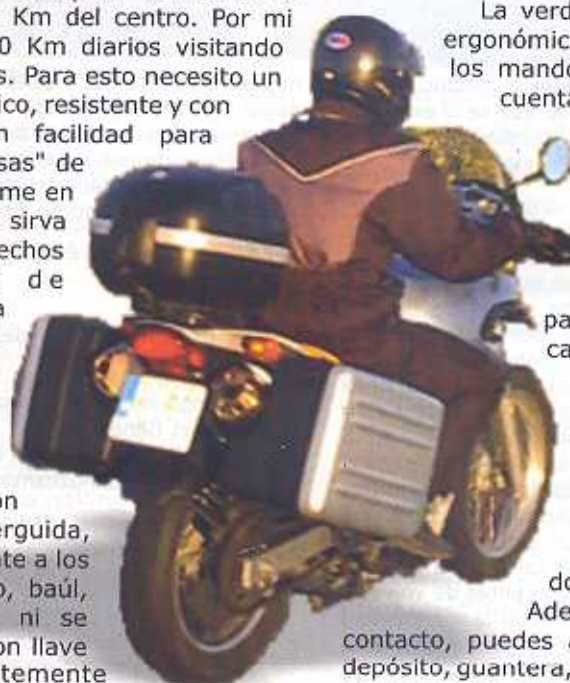 Km del centro. Por mi
0 Km diarios visitando
s. Para esto necesito un
ico, resistente y con
n facilidad para
sas" de
me en
sirva
echos
de
a
on
erguida,
te a los
o, baúl,
ni se
on llave
temente
La verd
ergonómic
los mando
cuenta
pa
ca
do
Ade
contacto, puedes a
depósito, guantera,